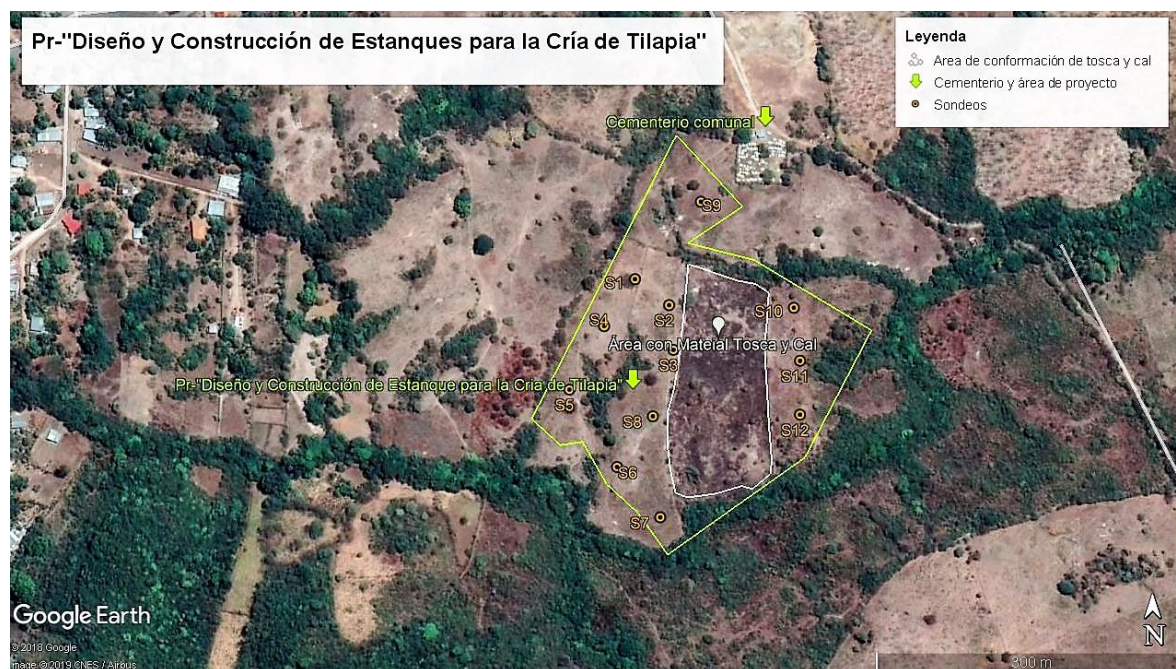 Pr-"Diseño y Construcción de Estanques para la Cría de Tilapia"
Leyenda
Area de conformación de tosca y cal
Cementerio y área de proyecto
Sondeos
Cementerio comunal
S9
S1
S2
S10
S4
Área con Mateial Tosca y Cal
S3
S11
Pr-"Diseño y Construcción de Estanque para la Cria de Tilapia"
S5
S8
S12
S6
S7
Google Earth
© 2018 Google
Image © 2019 CNES / Airbus
300 m
N